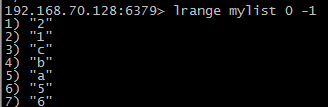 192.168.70.128:6379> lrange mylist 0 -1
1) "2"
2) "1"
3) "c"
4) "b"
5) "a"
6) "5"
7) "6"